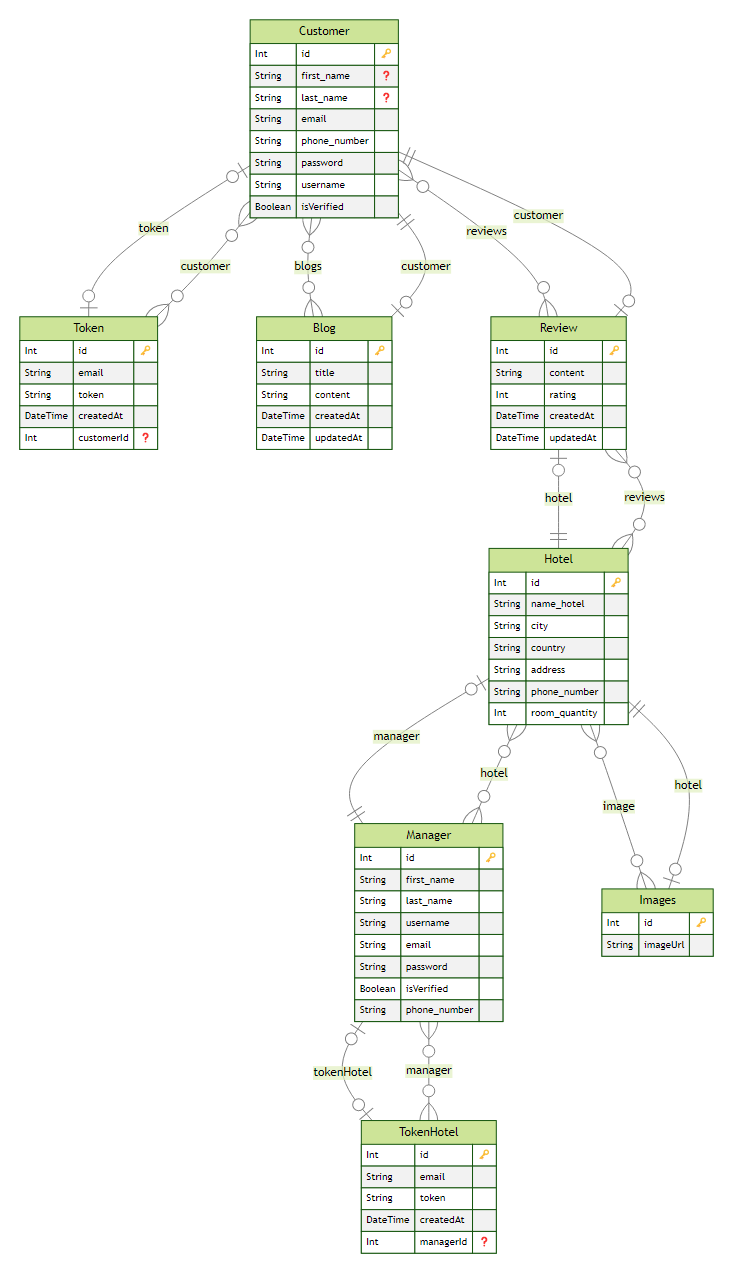 Customer
Int id
String first_name ?
String last_name ?
String email
String phone_number
String password
String username
Boolean isVerified
token
customer
blogs
customer
reviews
customer
Token
Int id
String email
String token
DateTime createdAt
Int customerId ?
Blog
Int id
String title
String content
DateTime createdAt
DateTime updatedAt
Review
Int id
String content
Int rating
DateTime createdAt
DateTime updatedAt
hotel
reviews
Hotel
Int id
String name_hotel
String city
String country
String address
String phone_number
Int room_quantity
manager
hotel
image
hotel
Manager
Int id
String first_name
String last_name
String username
String email
String password
Boolean isVerified
String phone_number
Images
Int id
String imageUrl
tokenHotel
manager
TokenHotel
Int id
String email
String token
DateTime createdAt
Int managerId ?